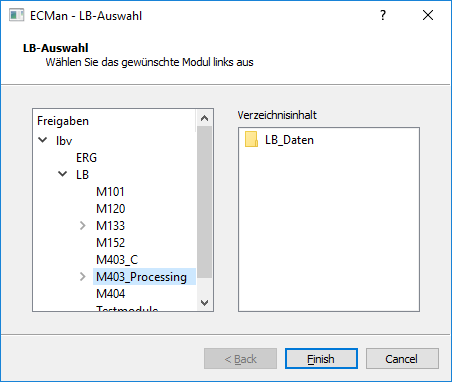 ECMan - LB-Auswahl
?
LB-Auswahl
Wählen Sie das gewünschte Modul links aus
Freigaben
lbv
ERG
LB
M101
M120
M133
M152
M403_C
M403_Processing
M404
Testmodule
Verzeichnisinhalt
LB_Daten
< Back
Finish
Cancel